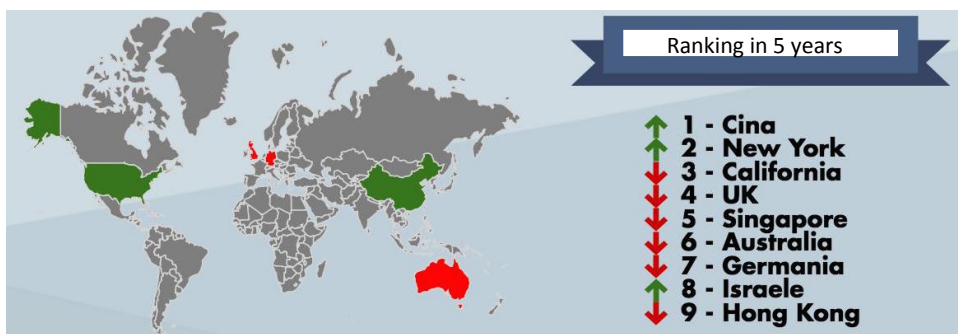 Ranking in 5 years
1 - Cina
2 - New York
3 - California
4 - UK
5 - Singapore
6 - Australia
7 - Germania
8 - Israele
9 - Hong Kong